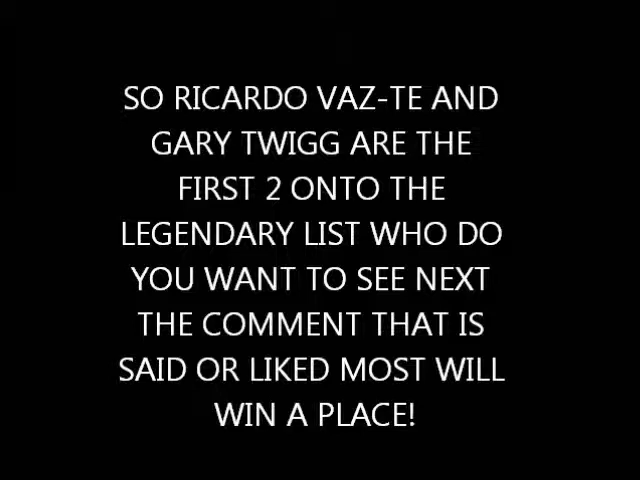 SO RICARDO VAZ-TE AND
GARY TWIGG ARE THE
FIRST 2 ONTO THE
LEGENDARY LIST WHO DO
YOU WANT TO SEE NEXT
THE COMMENT THAT IS
SAID OR LIKED MOST WILL
WIN A PLACE!